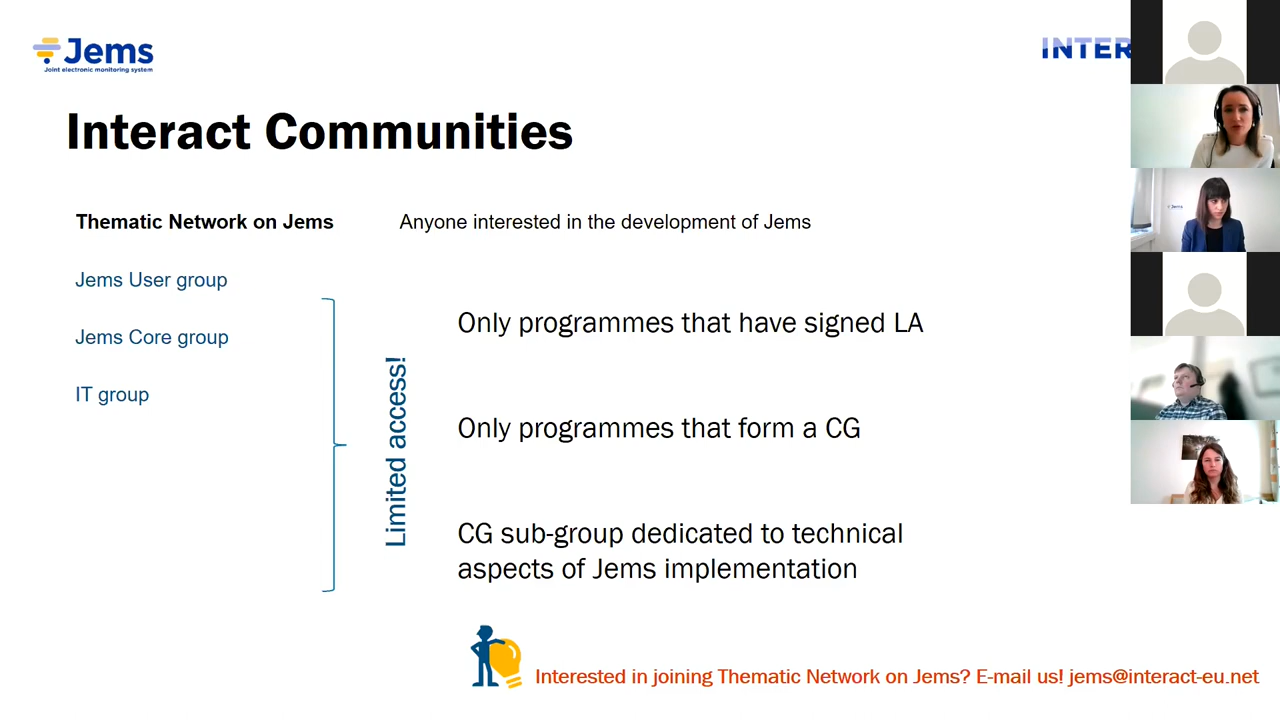 Jems
Joint electronic monitoring system
INTER
Interact Communities
Thematic Network on Jems
Anyone interested in the development of Jems
Jems User group
Jems Core group
IT group
Limited access!
Only programmes that have signed LA
Only programmes that form a CG
CG sub-group dedicated to technical
aspects of Jems implementation
Interested in joining Thematic Network on Jems? E-mail us! jems@interact-eu.net
Jems